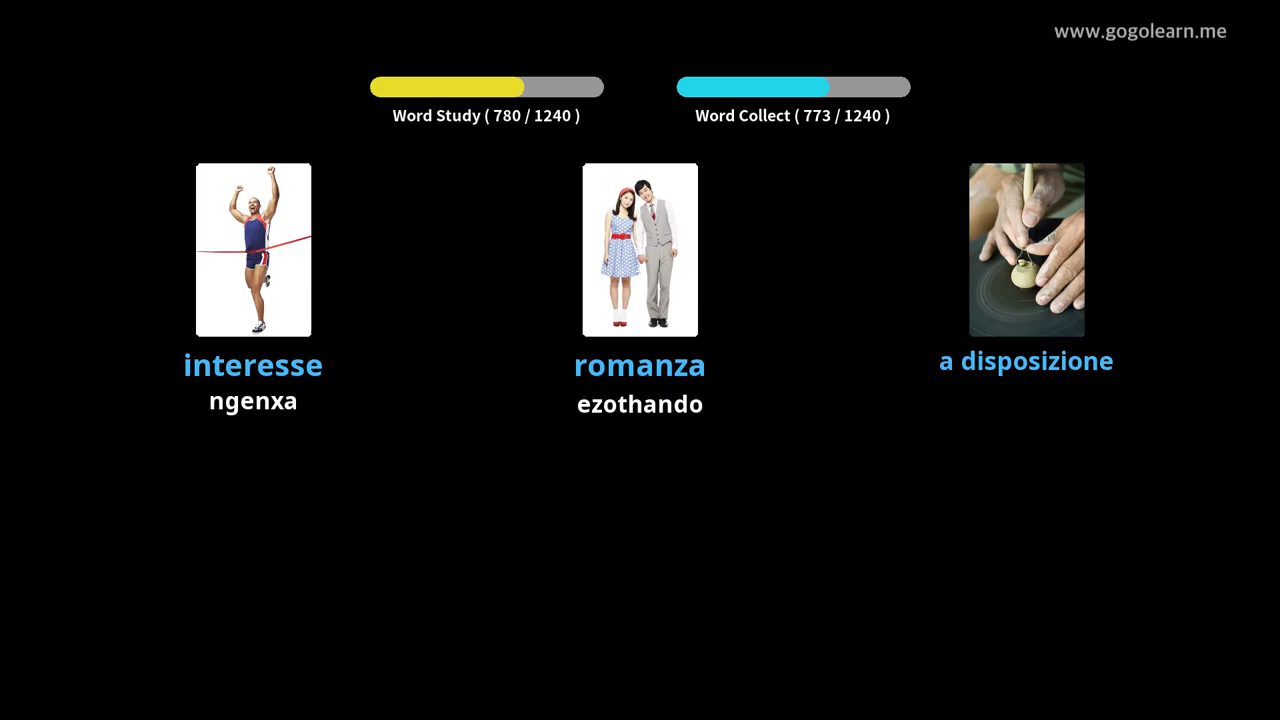 www.gogolearn.me
Word Study ( 780 / 1240 )
Word Collect ( 773 / 1240 )
interesse
ngenxa
romanza
ezothando
a disposizione